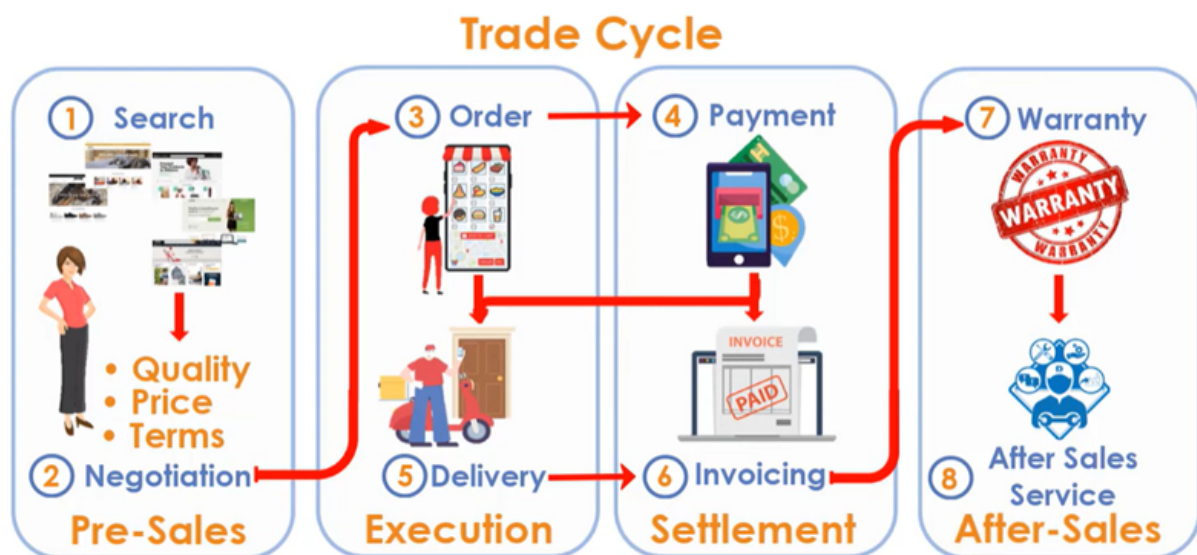 Trade Cycle
1 Search
• Quality
• Price
• Terms
2 Negotiation
Pre-Sales
3 Order
5 Delivery
Execution
4 Payment
INVOICE
PAID
6 Invoicing
Settlement
7 Warranty
WARRANTY
WARRANTY
WARRANTY
8 After Sales
Service
After-Sales